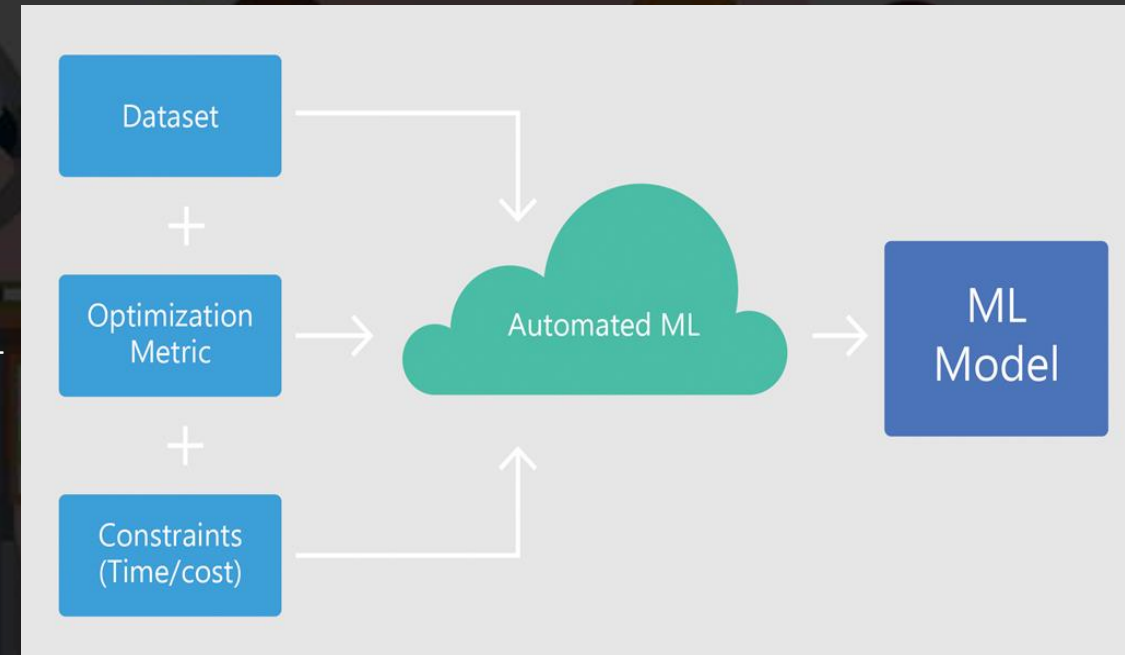 Dataset
+
Optimization
Metric
+
Constraints
(Time/cost)
Automated ML
ML
Model